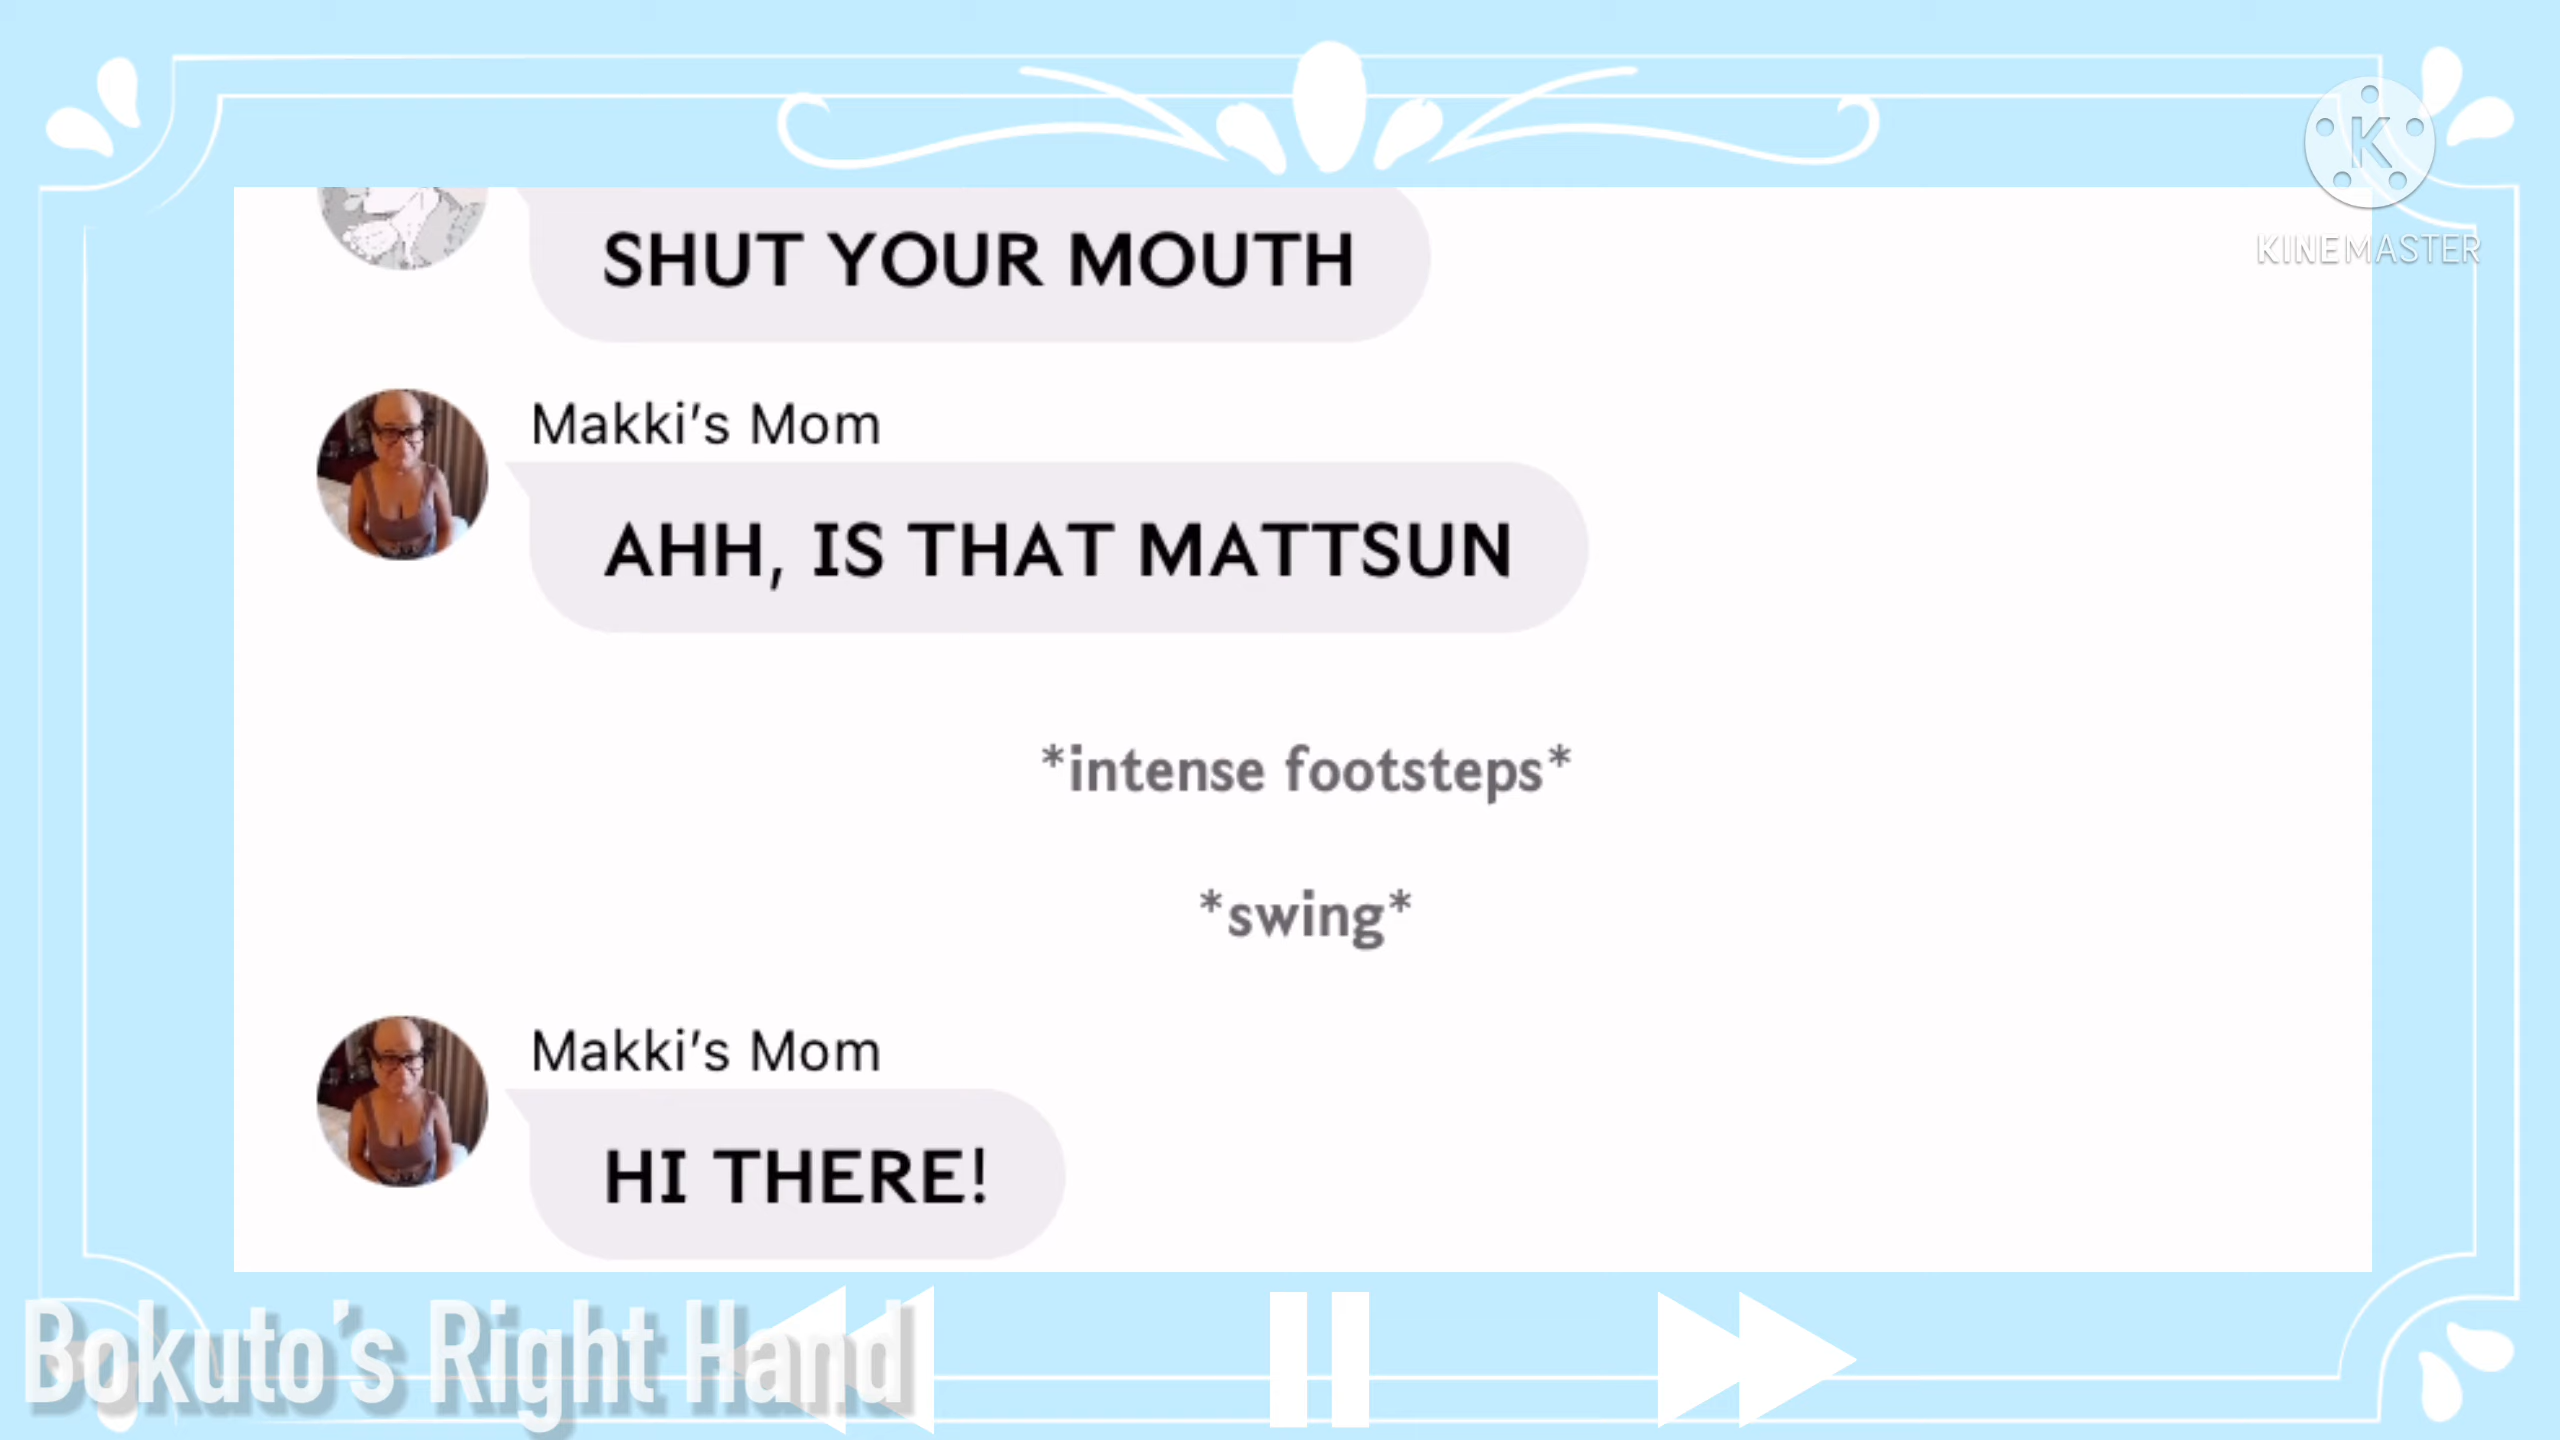 K
KINEMASTER
SHUT YOUR MOUTH
Makki's Mom
AHH, IS THAT MATTSUN
*intense footsteps*
*swing*
Makki's Mom
HI THERE!
Bokuto's Right Hand